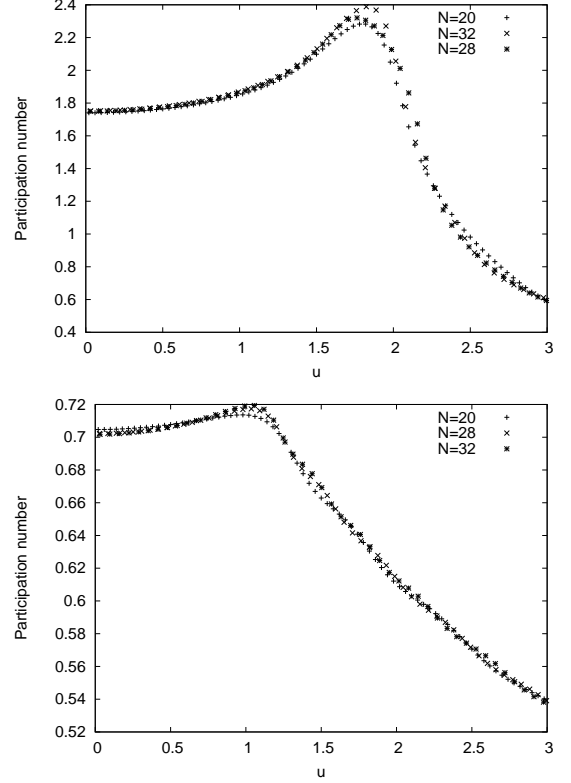 2.4
2.2
2
1.8
1.6
1.4
1.2
1
0.8
0.6
0.4
Participation number
N=20
N=32
N=28
0 0.5 1 1.5 2 2.5 3
u
0.72
0.7
0.68
0.66
0.64
0.62
0.6
0.58
0.56
0.54
0.52
Participation number
N=20
N=28
N=32
0 0.5 1 1.5 2 2.5 3
u